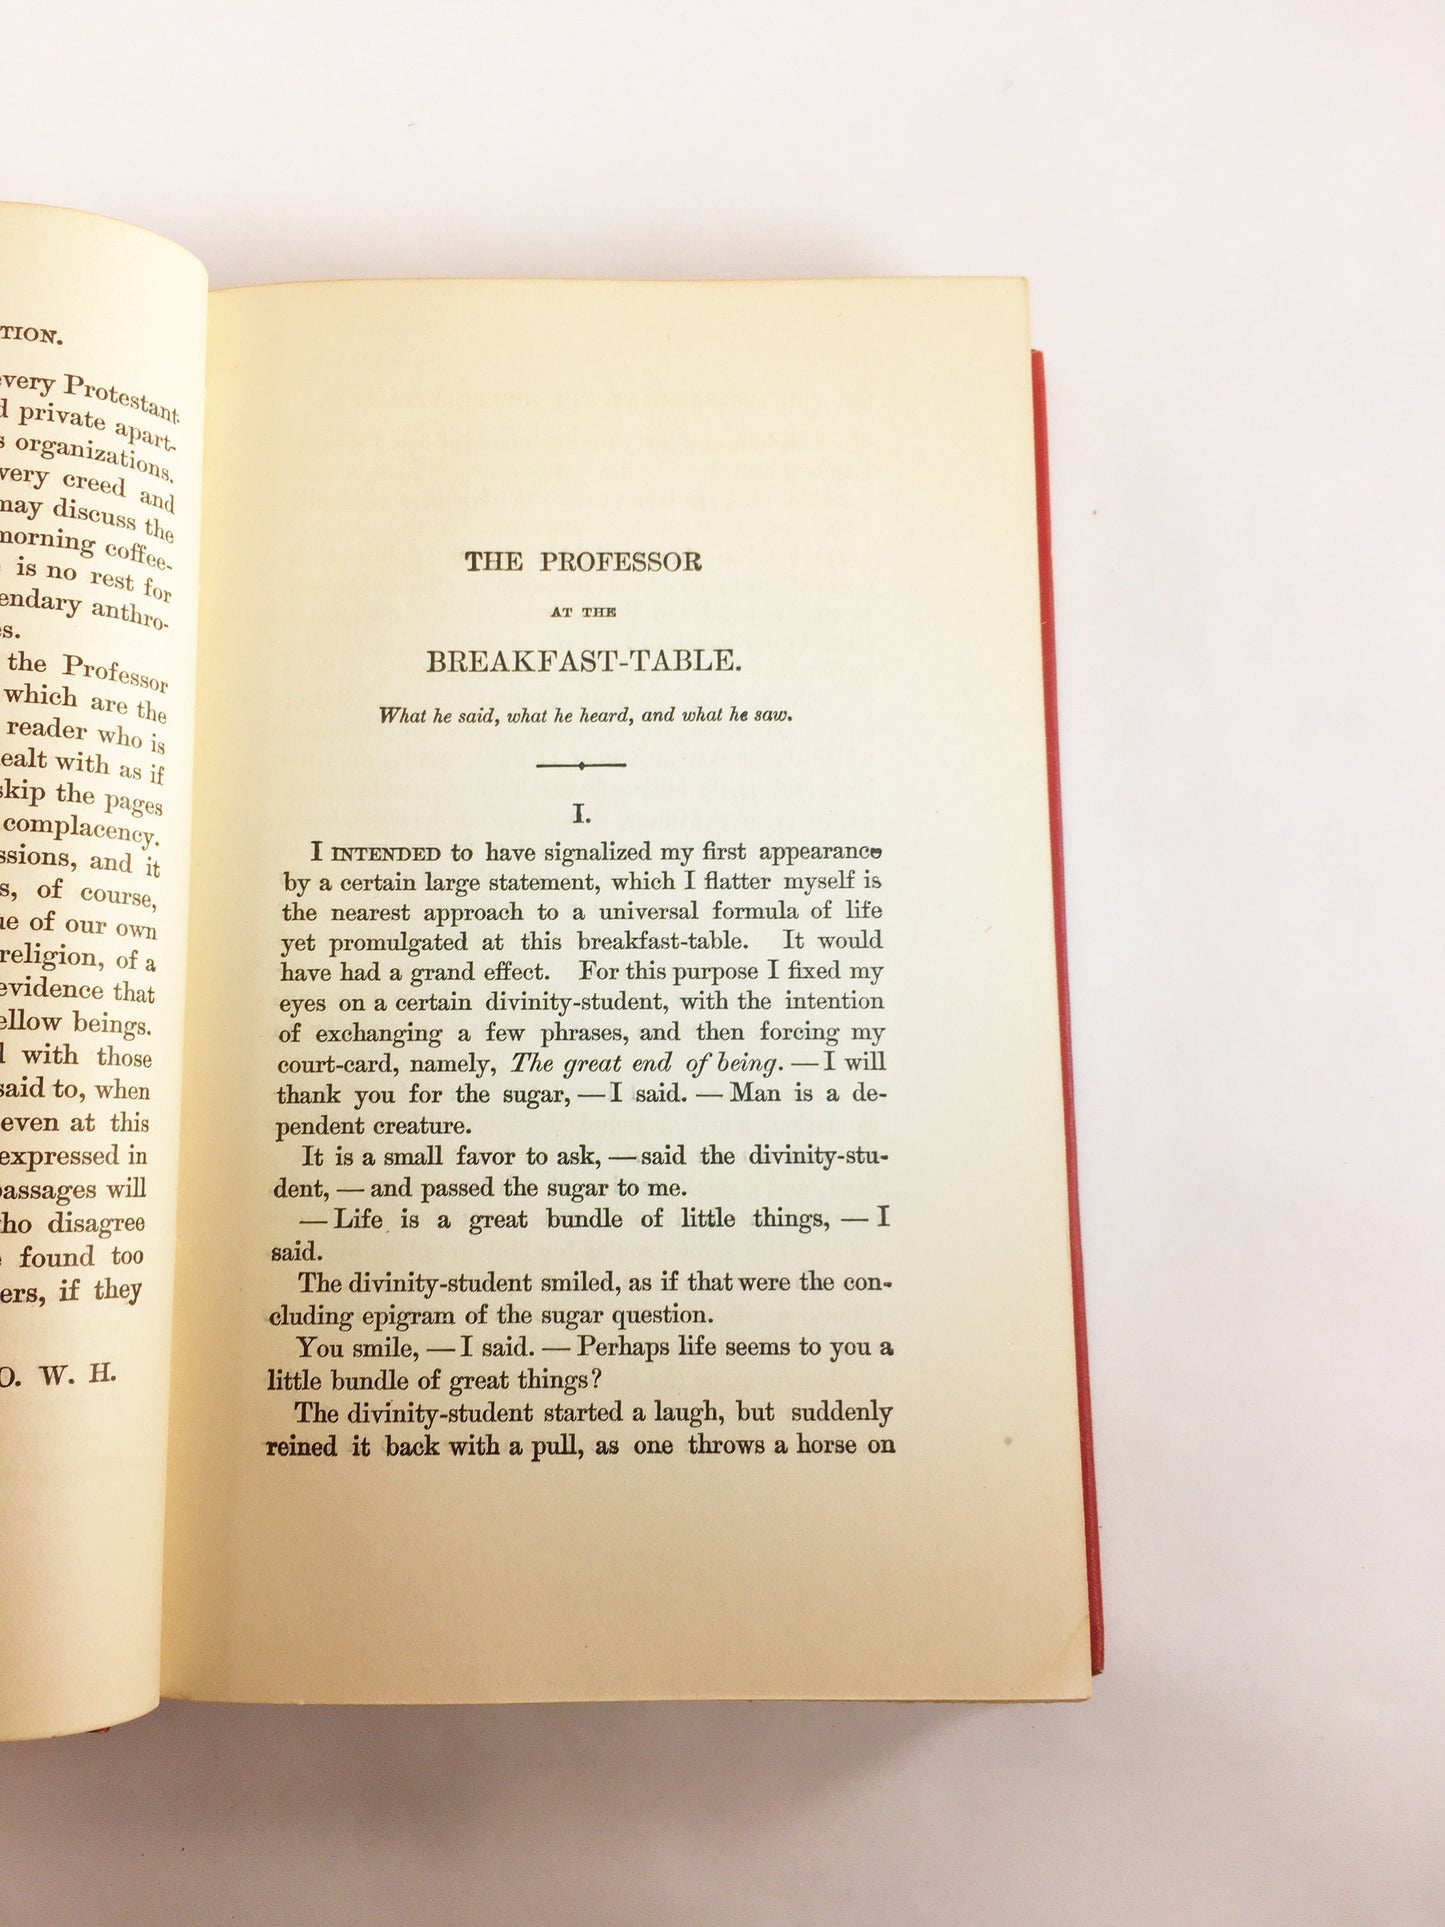 TION.
every Protestant
private apart-
organizations.
very creed and
may discuss the
morning coffee-
is no rest for
endary anthro-
s.
the Professor
which are the
reader who is
ealt with as if
skip the pages
complacency.
ssions, and it
s, of course,
ue of our own
religion, of a
evidence that
ellow beings.
with those
said to, when
even at this
expressed in
passages will
ho disagree
found too
ers, if they
O. W. H.
THE PROFESSOR
AT THE
BREAKFAST-TABLE.
What he said, what he heard, and what he saw.
I.
I INTENDED to have signalized my first appearance
by a certain large statement, which I flatter myself is
the nearest approach to a universal formula of life
yet promulgated at this breakfast-table. It would
have had a grand effect. For this purpose I fixed my
eyes on a certain divinity-student, with the intention
of exchanging a few phrases, and then forcing my
court-card, namely, The great end of being. — I will
thank you for the sugar, — I said. — Man is a de-
pendent creature.
It is a small favor to ask, — said the divinity-stu-
dent, — and passed the sugar to me.
— Life is a great bundle of little things, — I
said.
The divinity-student smiled, as if that were the con-
cluding epigram of the sugar question.
You smile, — I said. — Perhaps life seems to you a
little bundle of great things?
The divinity-student started a laugh, but suddenly
reined it back with a pull, as one throws a horse on